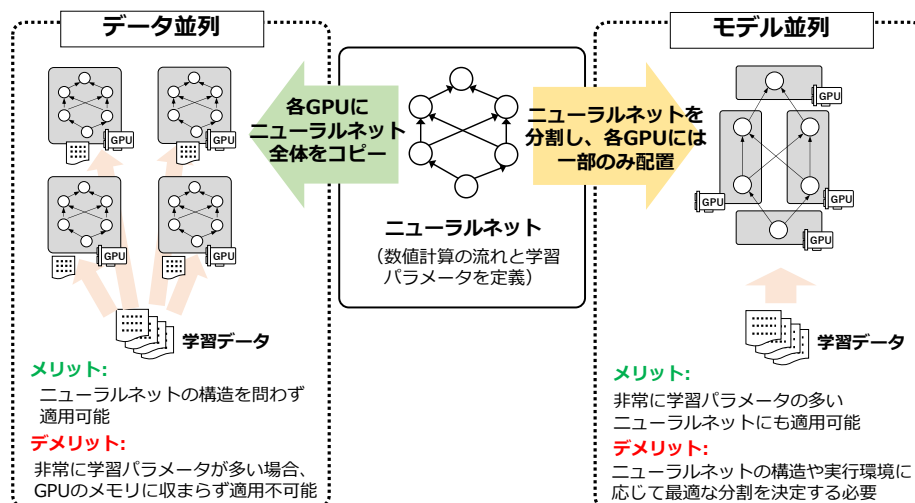 データ並列
GPU
GPU
GPU
GPU
学習データ
メリット:
ニューラルネットの構造を問わず
適用可能
デメリット:
非常に学習パラメータが多い場合、
GPUのメモリに収まらず適用不可能
各GPUに
ニューラルネット
全体をコピー
ニューラルネット
（数値計算の流れと学習
パラメータを定義）
ニューラルネットを
分割し、各GPUには
一部のみ配置
モデル並列
GPU
GPU
GPU
GPU
学習データ
メリット:
非常に学習パラメータの多い
ニューラルネットにも適用可能
デメリット:
ニューラルネットの構造や実行環境に
応じて最適な分割を決定する必要